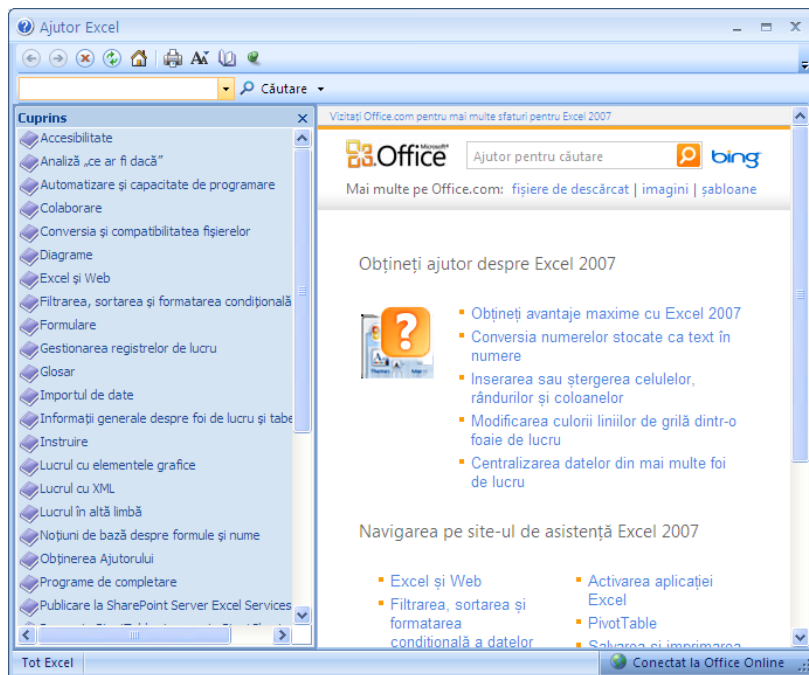 Ajutor Excel
Căutare
Cuprins
Accesibilitate
Analiză „ce ar fi dacă”
Automatizare și capacitate de programare
Colaborare
Conversia și compatibilitatea fișierelor
Diagrame
Excel și Web
Filtrarea, sortarea și formatarea condițională
Formulare
Gestionarea registrelor de lucru
Glosar
Importul de date
Informații generale despre foi de lucru și tabe
Instruire
Lucrul cu elementele grafice
Lucrul cu XML
Lucrul în altă limbă
Noțiuni de bază despre formule și nume
Obținerea Ajutorului
Programe de completare
Publicare la SharePoint Server Excel Services
Vizitați Office.com pentru mai multe sfaturi pentru Excel 2007
Microsoft®
Office
Ajutor pentru căutare
bing
Mai multe pe Office.com: fișiere de descărcat | imagini | șabloane
Obțineți ajutor despre Excel 2007
Obțineți avantaje maxime cu Excel 2007
Conversia numerelor stocate ca text în
numere
Inserarea sau ștergerea celulelor,
rândurilor și coloanelor
Modificarea culorii liniilor de grilă dintr-o
foaie de lucru
Centralizarea datelor din mai multe foi
de lucru
Navigarea pe site-ul de asistență Excel 2007
Excel și Web
Filtrarea, sortarea și
formatarea
condițională a datelor
Activarea aplicației
Excel
PivotTable
Salvarea și imprimarea
Tot Excel
Conectat la Office Online